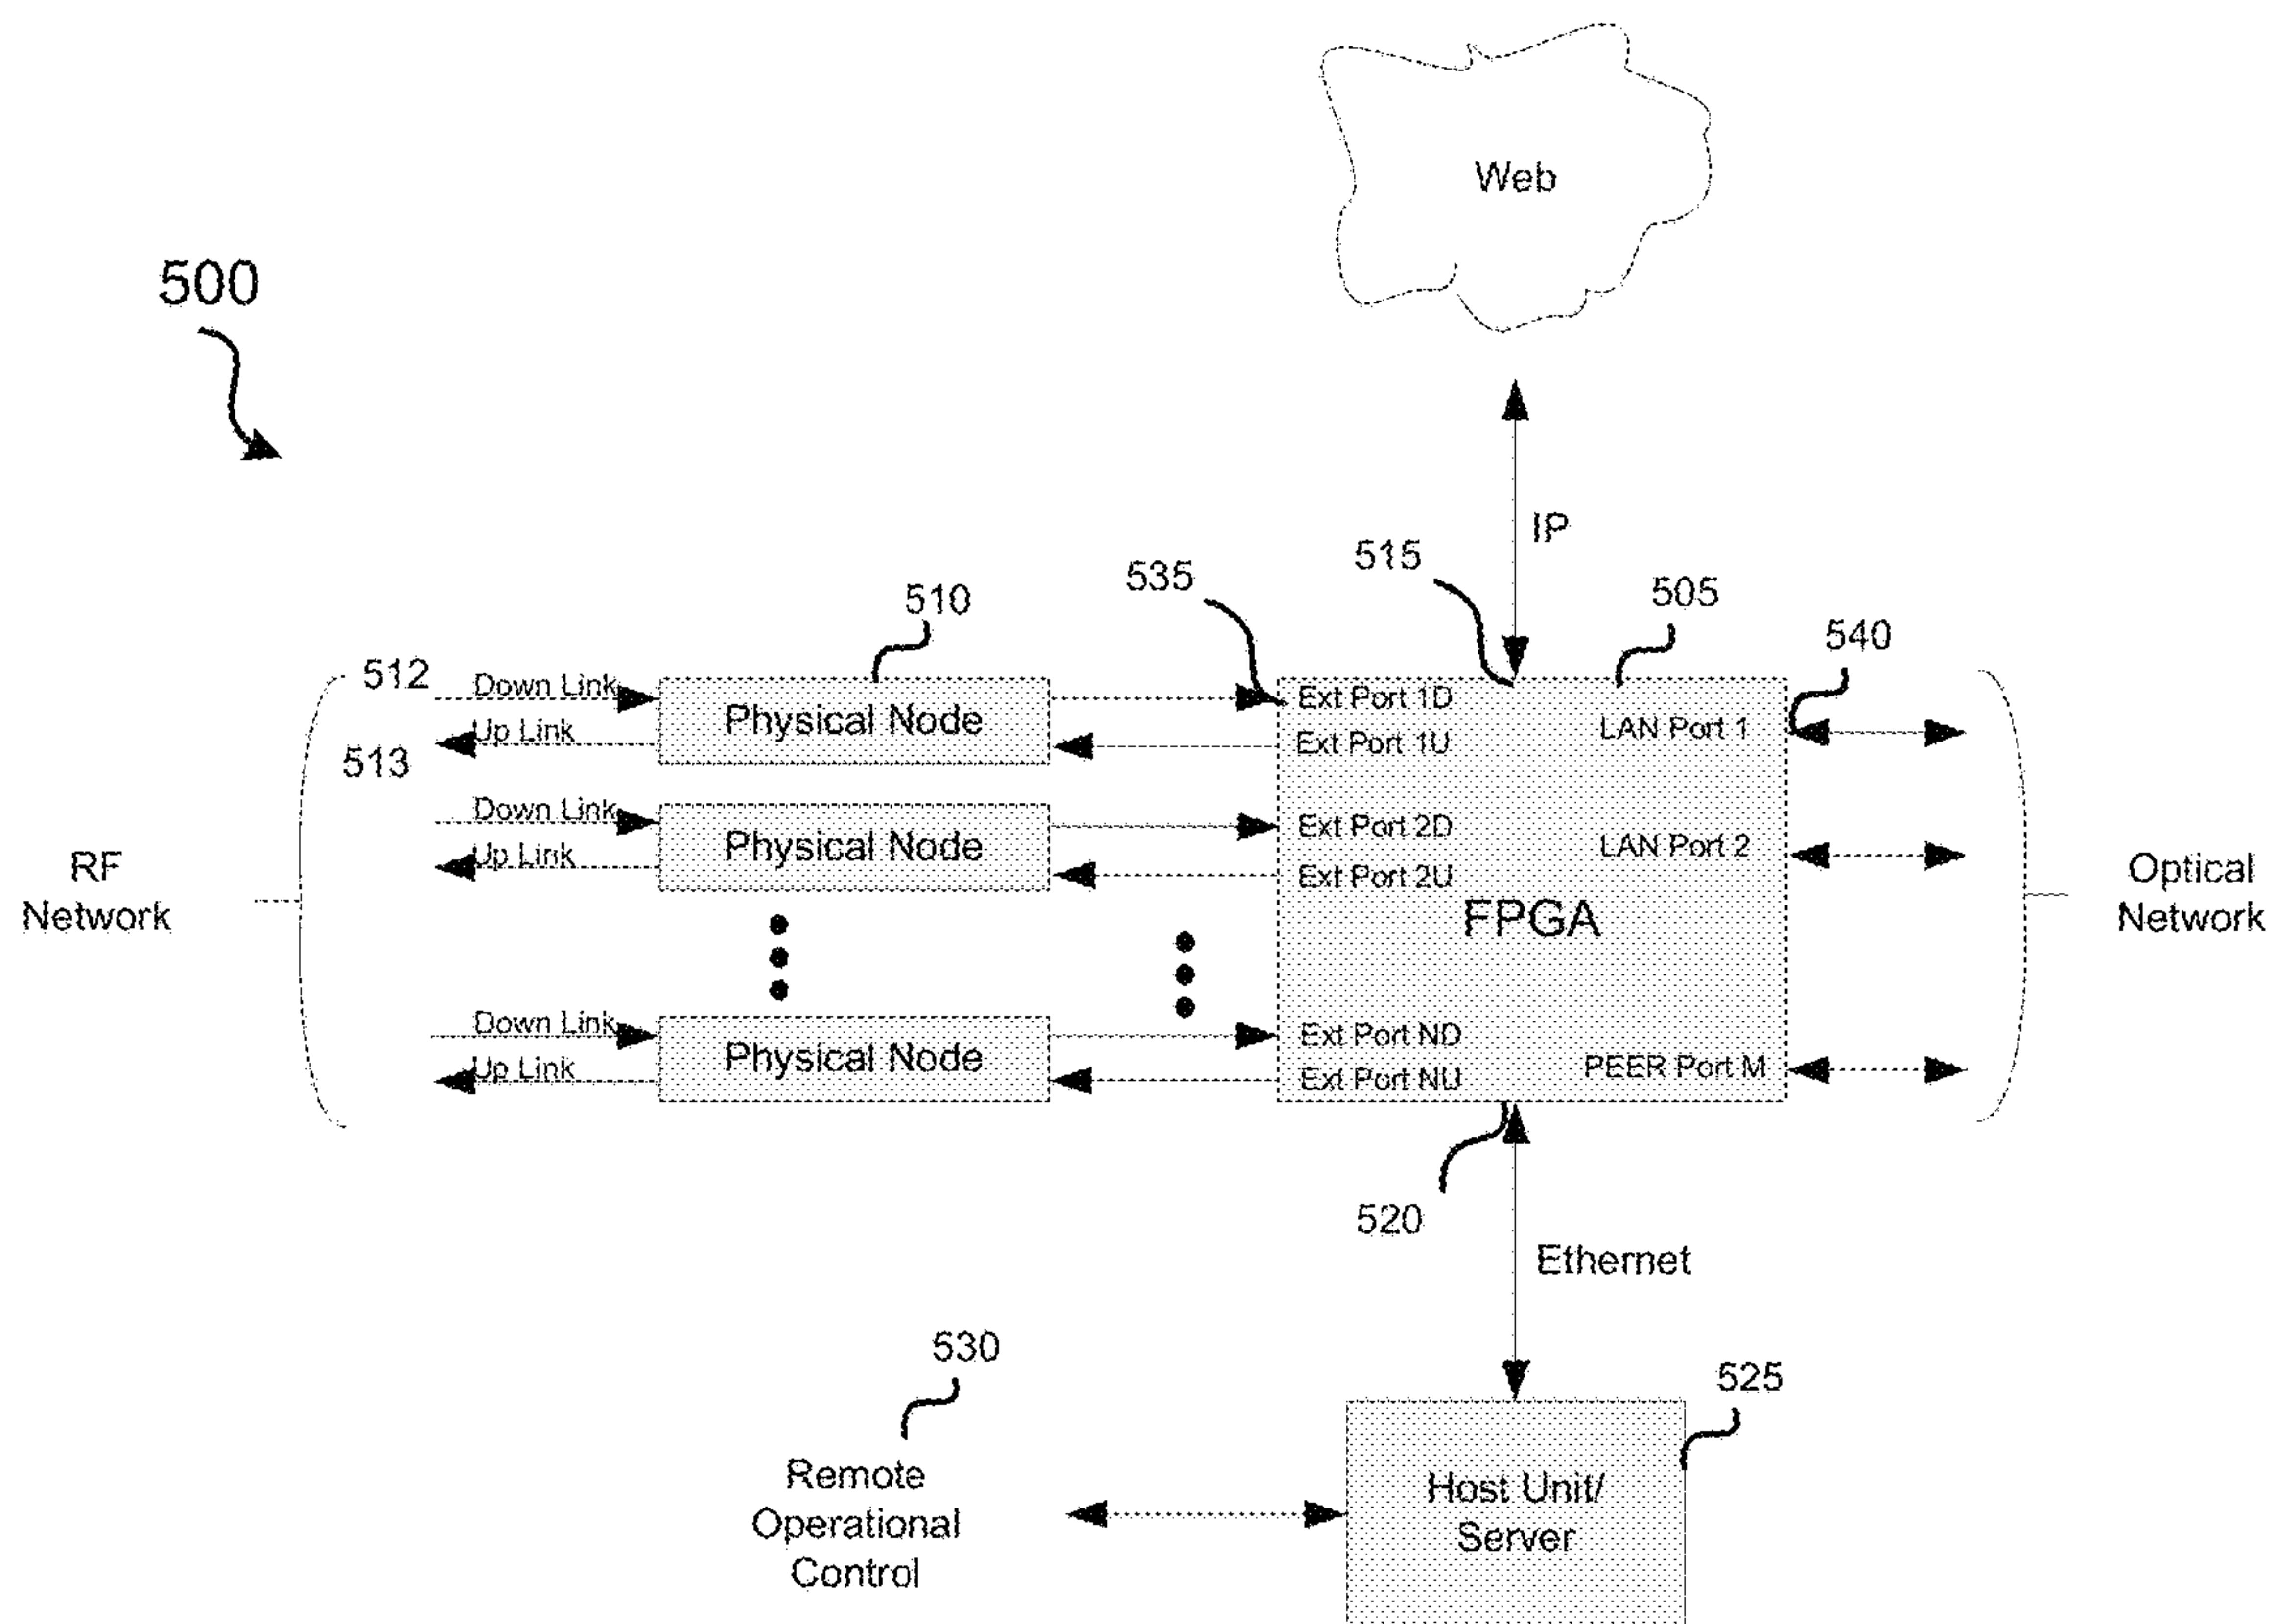 Web
500
IP
515
535
505
510
540
512
Down Link
Physical Node
Ext Port 1D
LAN Port 1
Up Link
Ext Port 1U
513
Down Link
Physical Node
Ext Port 2D
LAN Port 2
Up Link
Ext Port 2U
RF
Network
FPGA
Optical
Network
Down Link
Physical Node
Ext Port ND
PEER Port M
Up Link
Ext Port NU
520
Ethernet
530
525
Remote
Operational
Control
Host Unit/
Server